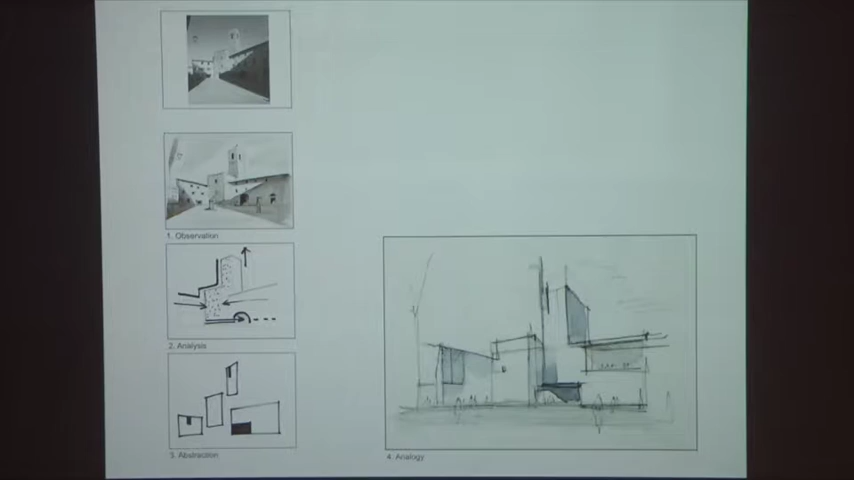 1. Observation
2. Analysis
3. Abstraction
4. Analogy